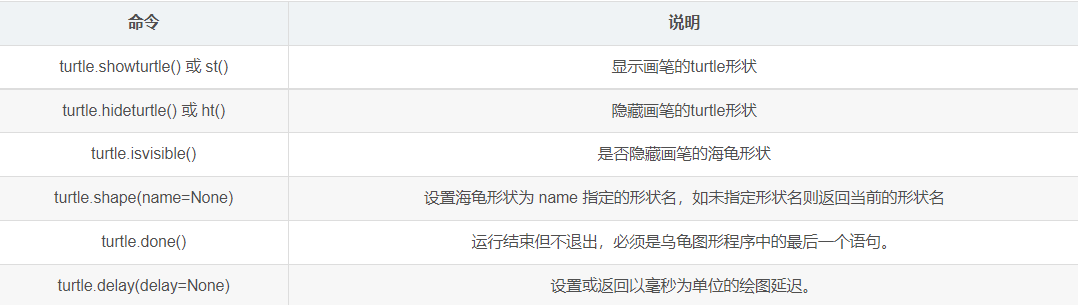 命令 说明
turtle.showturtle() 或 st() 显示画笔的turtle形状
turtle.hideturtle() 或 ht() 隐藏画笔的turtle形状
turtle.isvisible() 是否隐藏画笔的海龟形状
turtle.shape(name=None) 设置海龟形状为 name 指定的形状名，如未指定形状名则返回当前的形状名
turtle.done() 运行结束但不退出，必须是乌龟图形程序中的最后一个语句。
turtle.delay(delay=None) 设置或返回以毫秒为单位的绘图延迟。